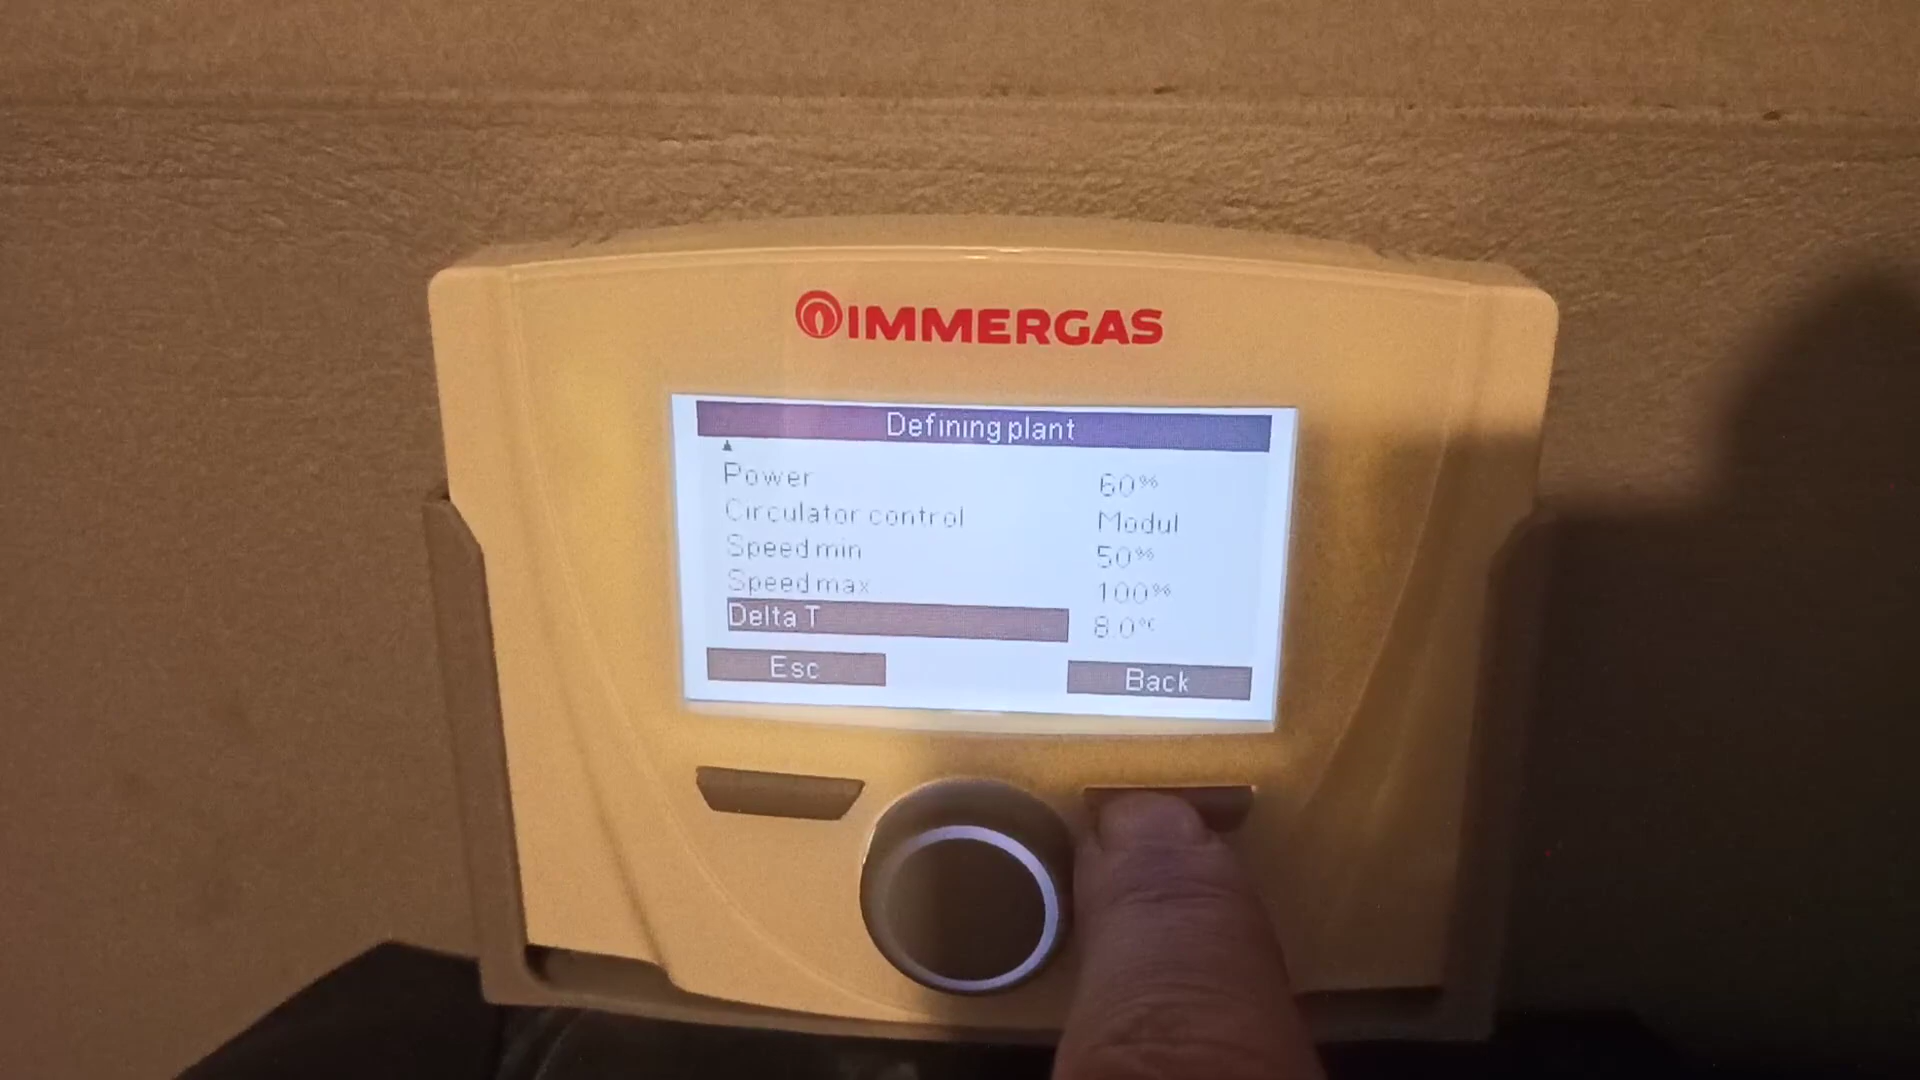 IMMERGAS
Defining plant
Power 60%
Circulator control Modul
Speed min 50%
Speed max 100%
Delta T 8.0°C
Esc Back